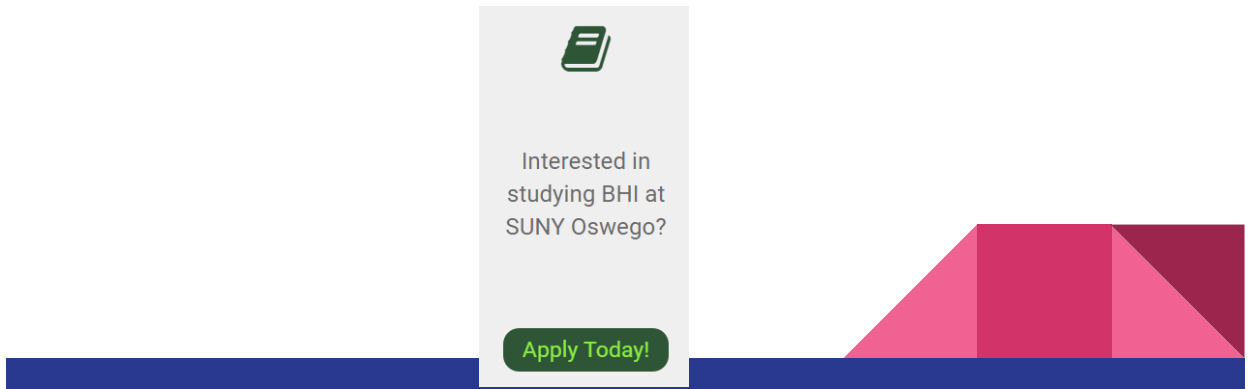 Interested in
studying BHI at
SUNY Oswego?
Apply Today!